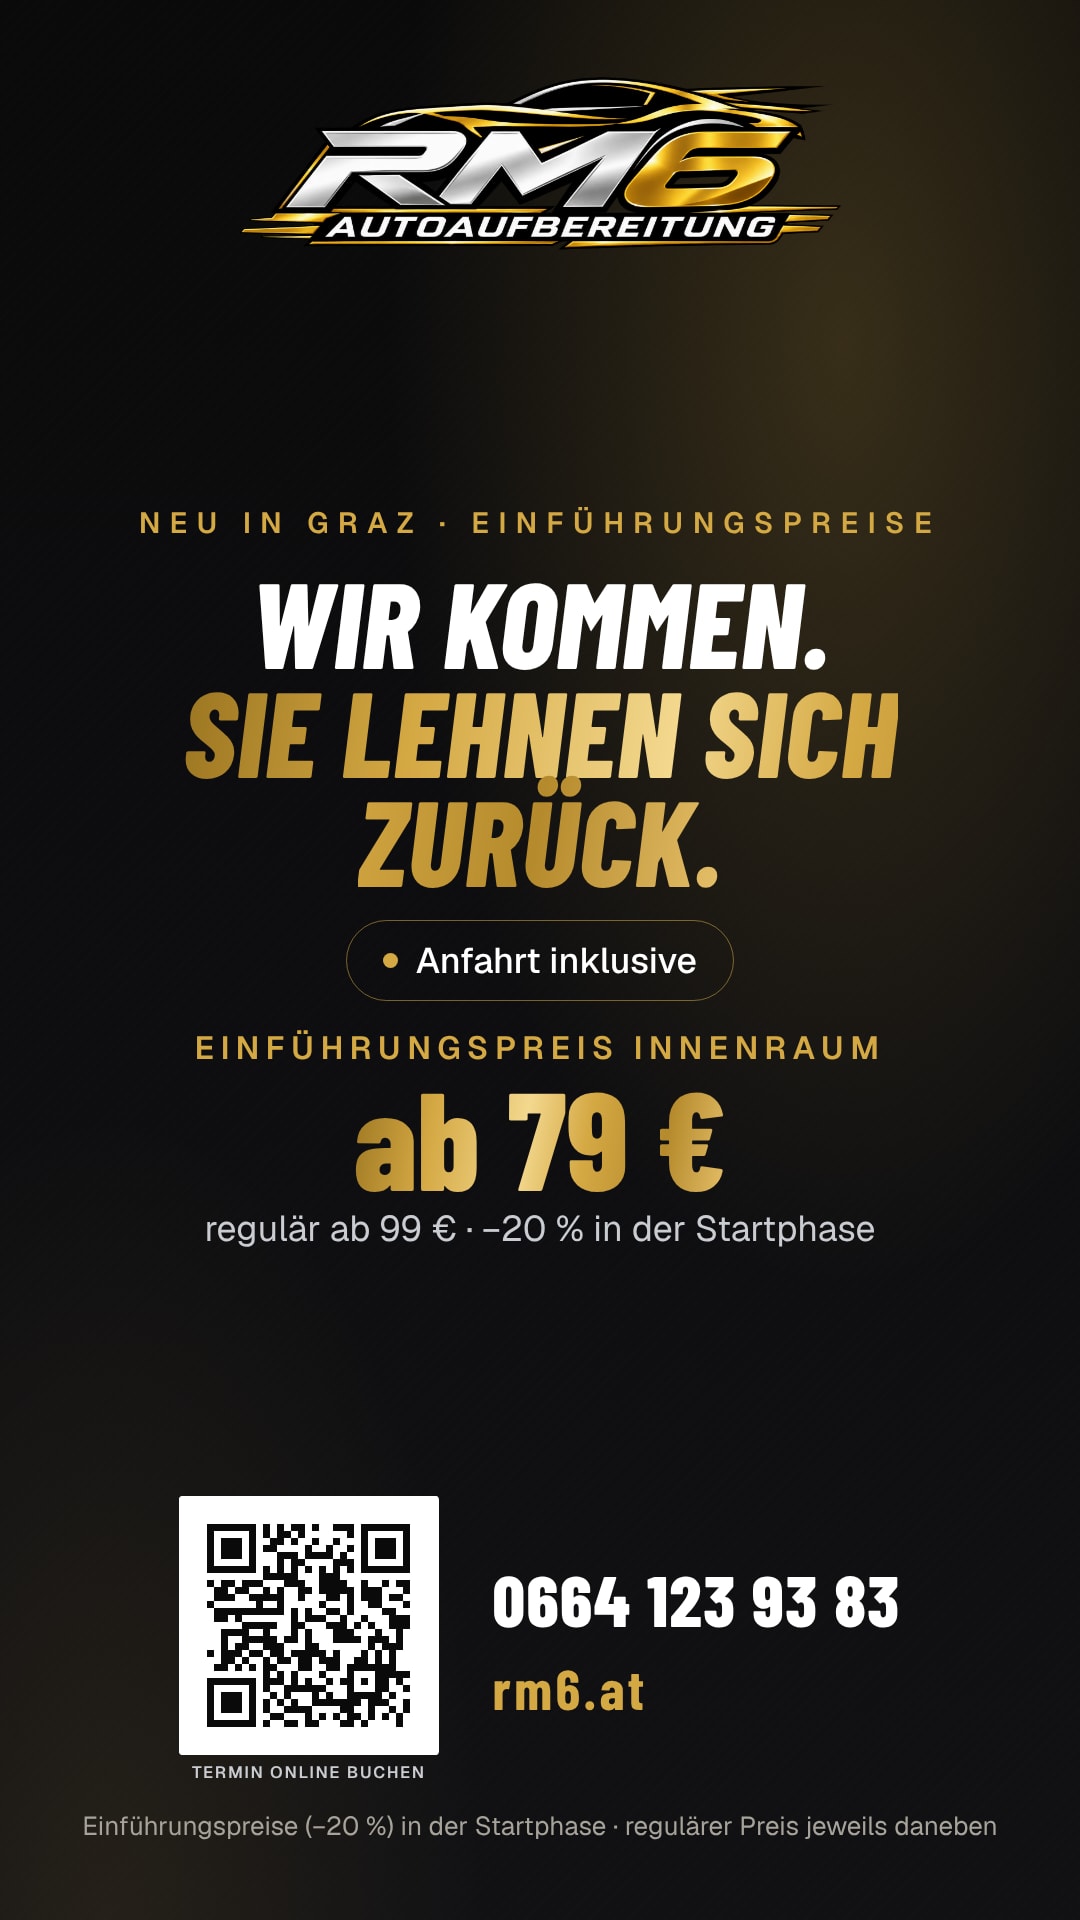 RM6
AUTOAUFBEREITUNG
NEU IN GRAZ · EINFÜHRUNGSPREISE
WIR KOMMEN.
SIE LEHNEN SICH
ZURÜCK.
Anfahrt inklusive
EINFÜHRUNGSPREIS INNENRAUM
ab 79 €
regulär ab 99 € · −20 % in der Startphase
0664 123 93 83
rm6.at
TERMIN ONLINE BUCHEN
Einführungspreise (−20 %) in der Startphase · regulärer Preis jeweils daneben